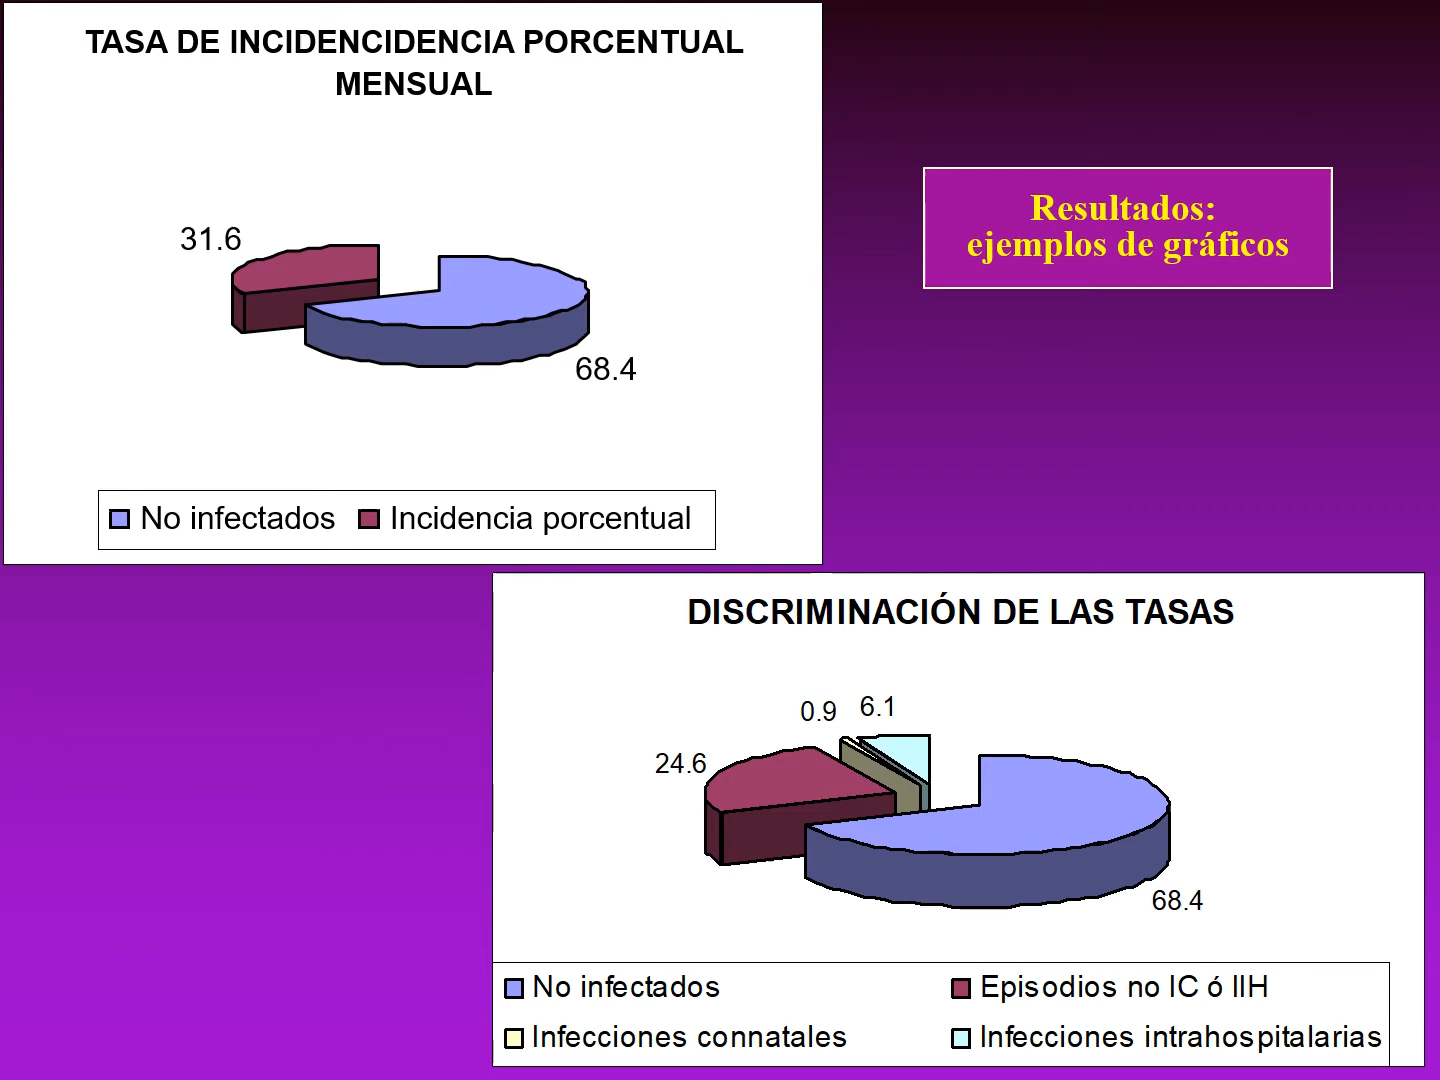 TASA DE INCIDENCIDENCIA PORCENTUAL
MENSUAL
31.6
68.4
No infectados
Incidencia porcentual
Resultados:
ejemplos de gráficos
DISCRIMINACIÓN DE LAS TASAS
0.9
6.1
24.6
68.4
No infectados
Episodios no IC ó IIH
Infecciones connatales
Infecciones intrahospitalarias